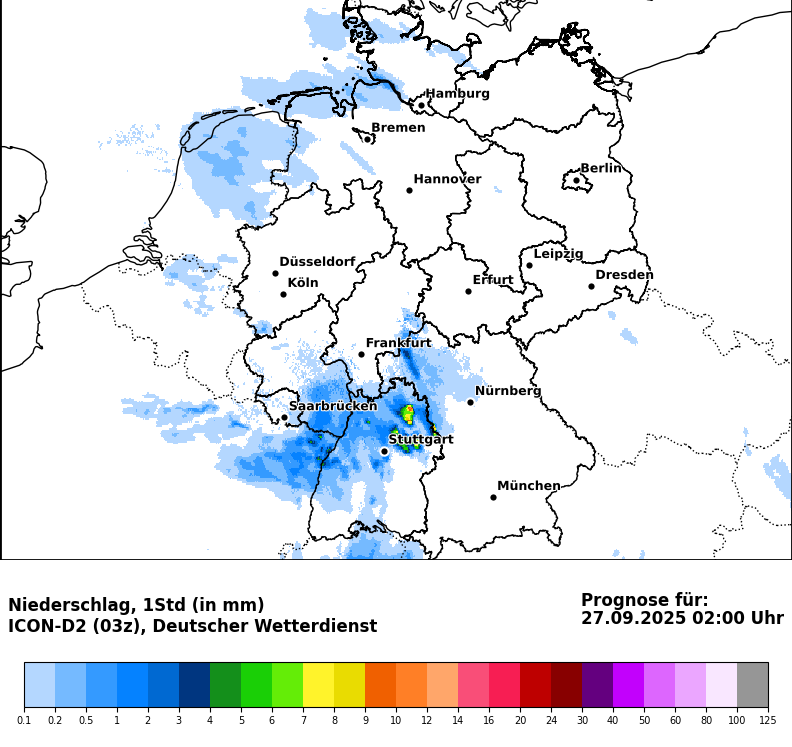 Hamburg
Bremen
Berlin
Hannover
Leipzig
Düsseldorf
Dresden
Köln
Erfurt
Frankfurt
Nürnberg
Saarbrücken
Stuttgart
München
Niederschlag, 1Std (in mm)
ICON-D2 (03z), Deutscher Wetterdienst
Prognose für:
27.09.2025 02:00 Uhr
0.1 0.2 0.5 1 2 3 4 5 6 7 8 9 10 12 14 16 20 24 30 40 50 60 80 100 125